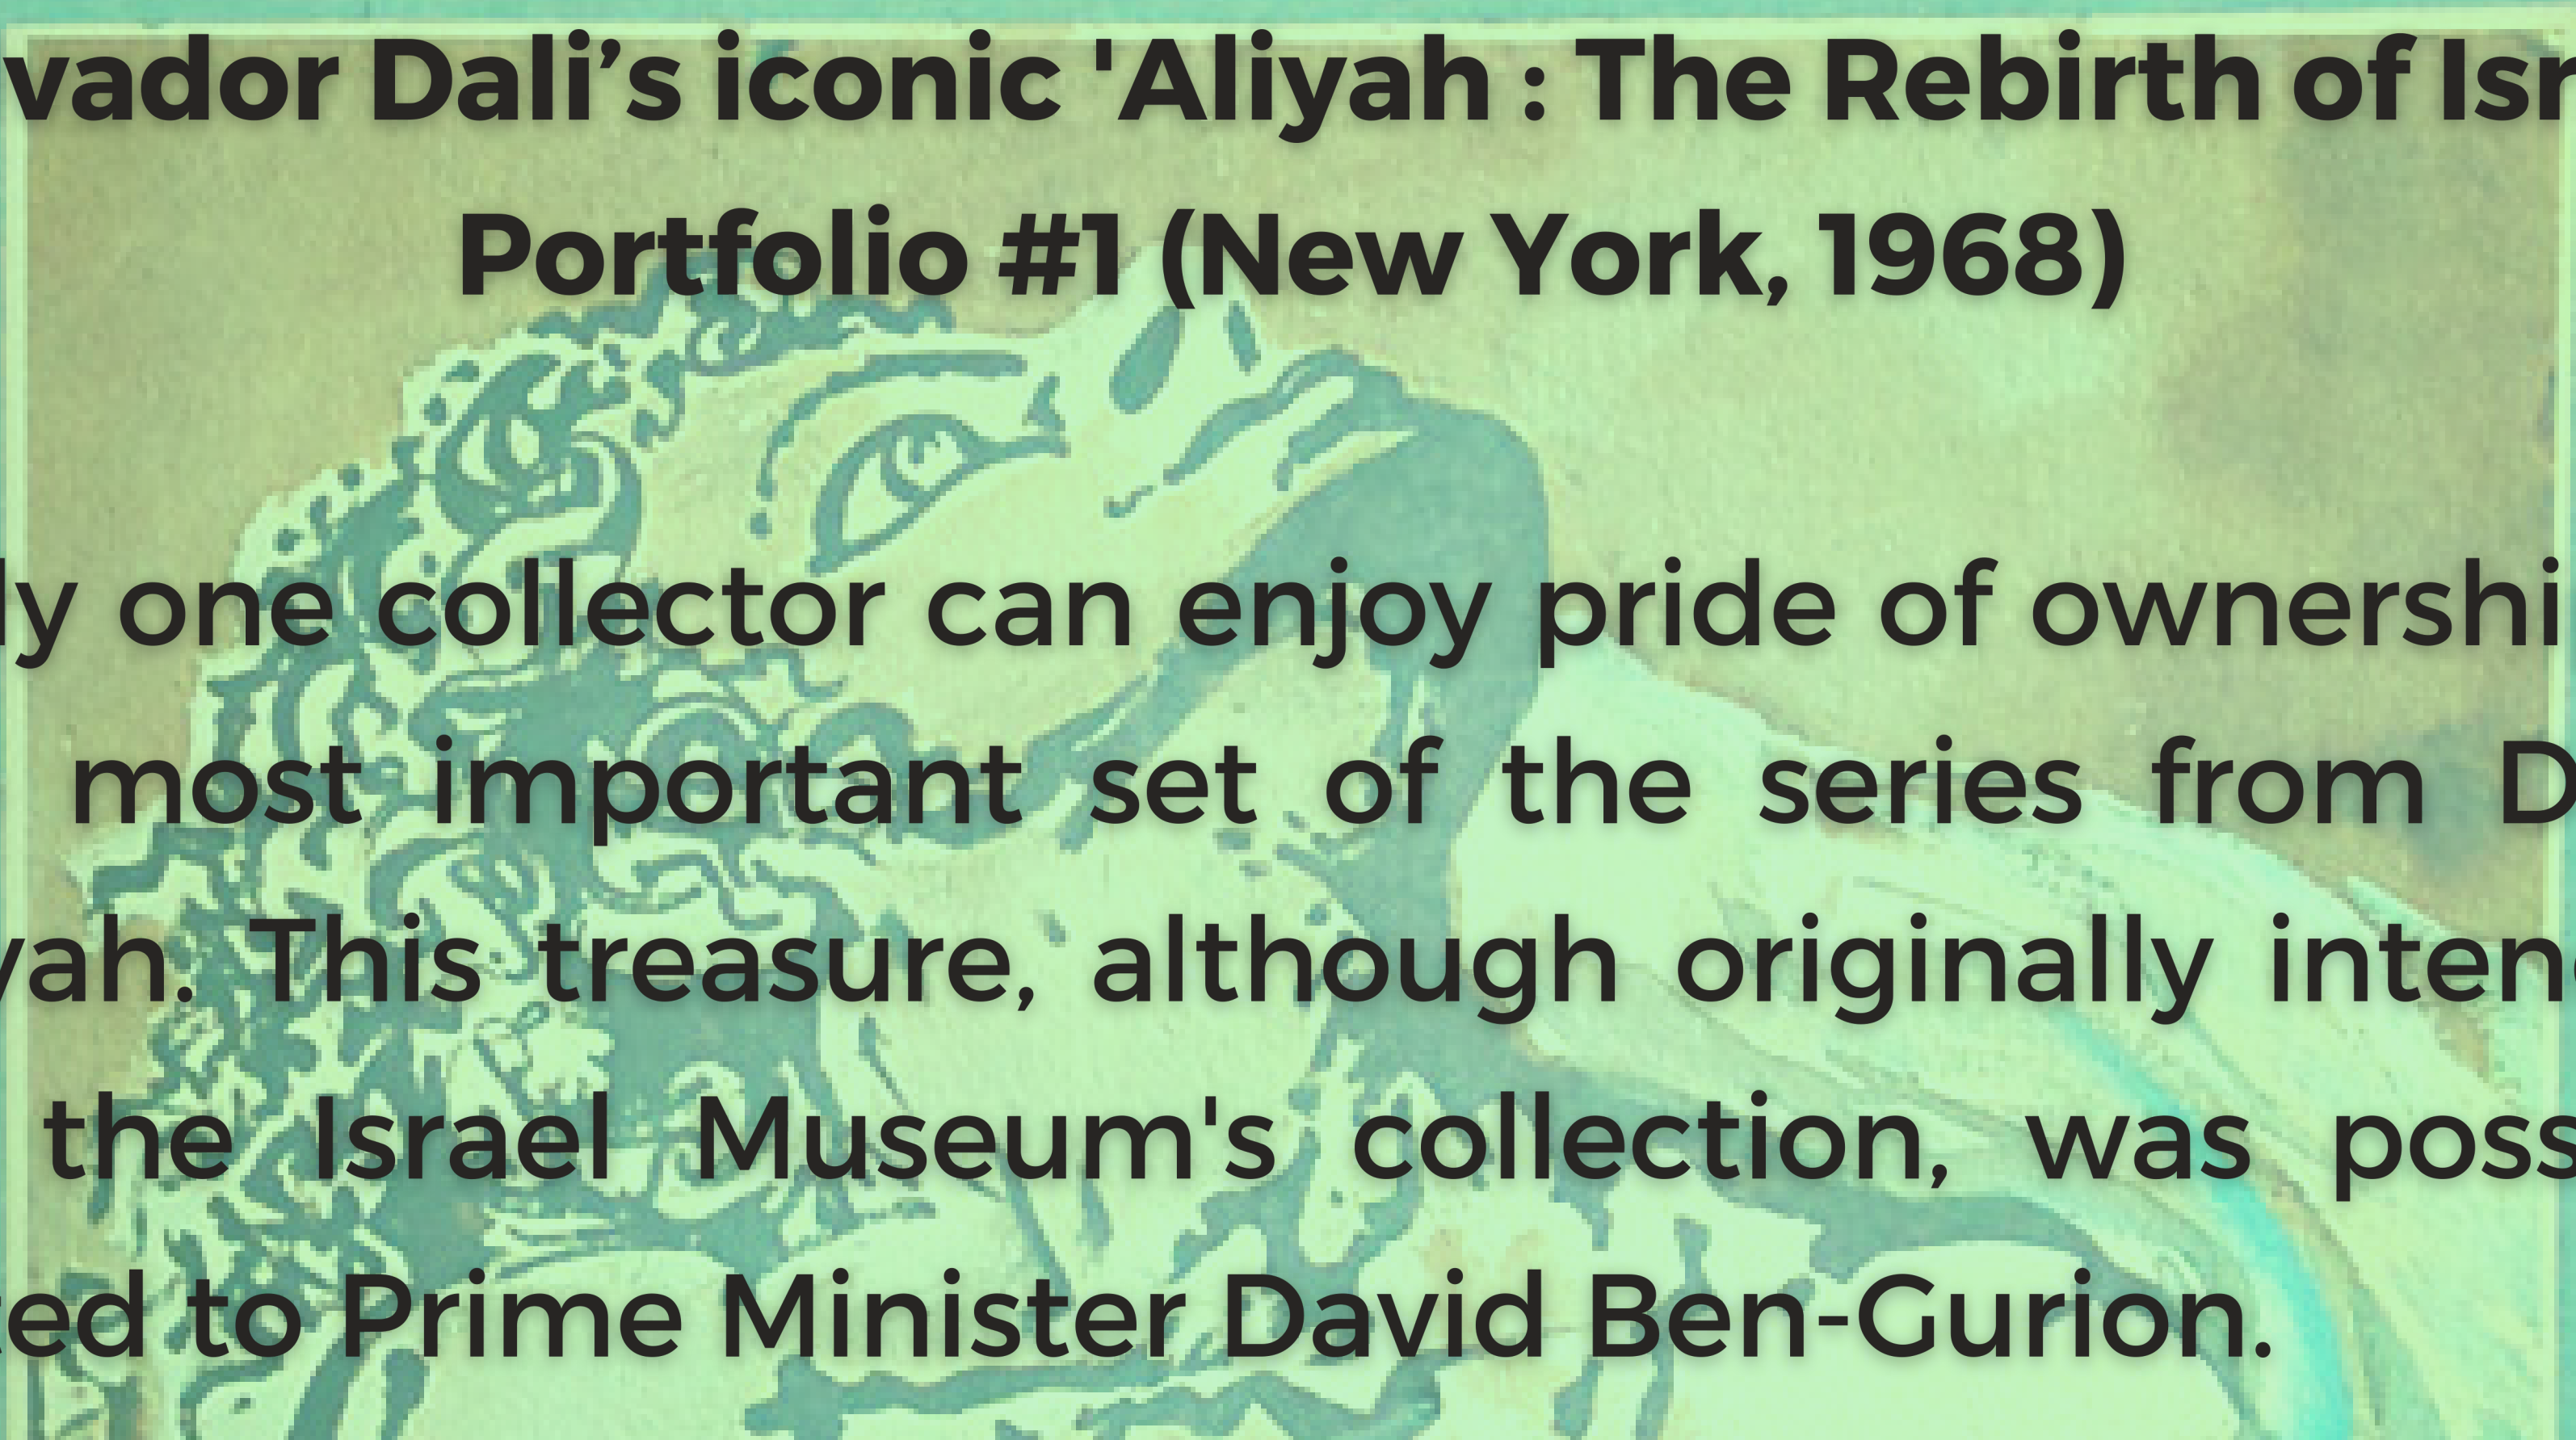 vador Dali’s iconic 'Aliyah : The Rebirth of Isr
Portfolio #1 (New York, 1968)
ly one collector can enjoy pride of ownershi
most important set of the series from D
yah. This treasure, although originally inten
the Israel Museum's collection, was poss
ted to Prime Minister David Ben-Gurion.